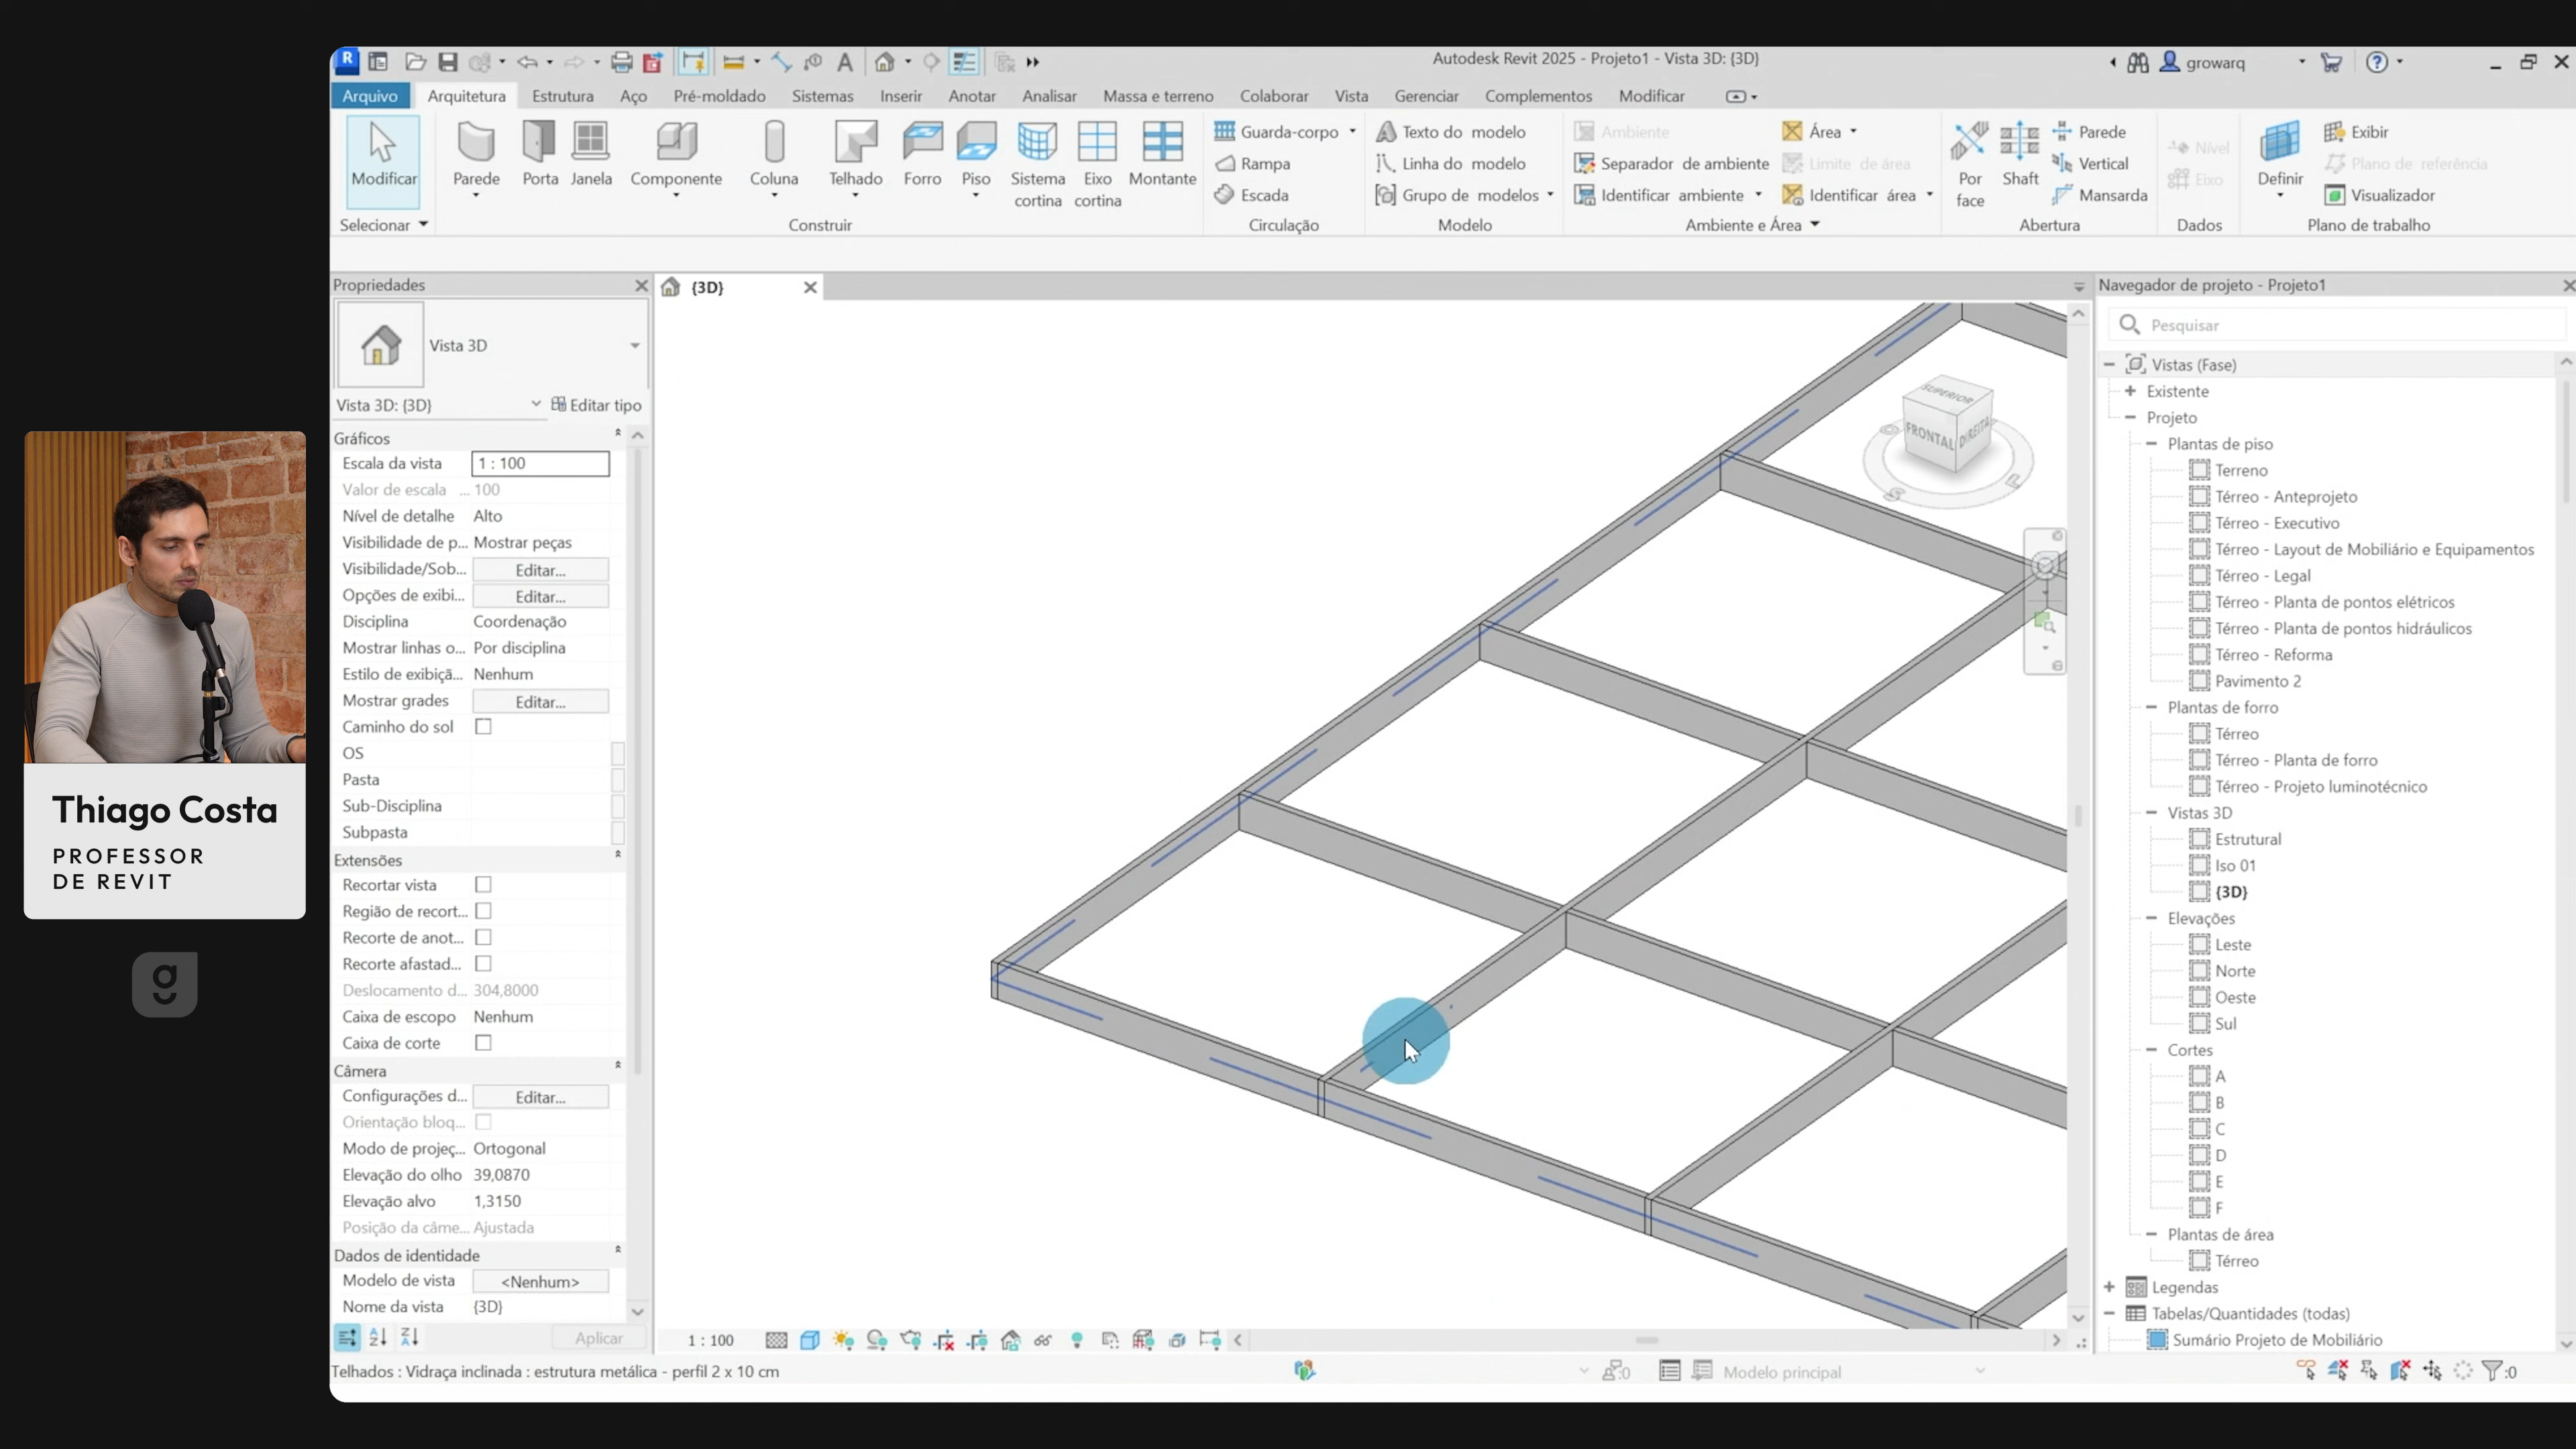 Autodesk Revit 2025 - Projeto1 - Vista 3D: {3D}
growarq
Arquivo Arquitetura Estrutura Aço Pré-moldado Sistemas Inserir Anotar Analisar Massa e terreno Colaborar Vista Gerenciar Complementos Modificar
Modificar
Parede Porta Janela Componente Coluna Telhado Forro Piso Sistema cortina Eixo cortina Montante
Guarda-corpo
Rampa
Escada
Texto do modelo
Linha do modelo
Grupo de modelos
Ambiente
Separador de ambiente
Identificar ambiente
Área
Limite de área
Identificar área
Por face
Shaft
Parede
Vertical
Mansarda
Nível
Eixo
Definir
Exibir
Plano de referência
Visualizador
Selecionar Construir Circulação Modelo Ambiente e Área Abertura Dados Plano de trabalho
Propriedades
Vista 3D
Vista 3D: {3D} Editar tipo
Gráficos
Escala da vista 1 : 100
Valor de escala ... 100
Nível de detalhe Alto
Visibilidade de p... Mostrar peças
Visibilidade/Sob... Editar...
Opções de exibi... Editar...
Disciplina Coordenação
Mostrar linhas o... Por disciplina
Estilo de exibiçã... Nenhum
Mostrar grades Editar...
Caminho do sol
OS
Pasta
Sub-Disciplina
Subpasta
Extensões
Recortar vista
Região de recort...
Recorte de anot...
Recorte afastad...
Deslocamento d... 304,8000
Caixa de escopo Nenhum
Caixa de corte
Câmera
Configurações d... Editar...
Orientação bloq...
Modo de projeç... Ortogonal
Elevação do olho 39,0870
Elevação alvo 1,3150
Posição da câme... Ajustada
Dados de identidade
Modelo de vista <Nenhum>
Nome da vista {3D}
Aplicar
{3D}
SUPERIOR
FRONTAL
DIREITA
S
L
O
1 : 100
Telhados : Vidraça inclinada : estrutura metálica - perfil 2 x 10 cm
:0
Modelo principal
:0
Navegador de projeto - Projeto1
Pesquisar
Vistas (Fase)
Existente
Projeto
Plantas de piso
Terreno
Térreo - Anteprojeto
Térreo - Executivo
Térreo - Layout de Mobiliário e Equipamentos
Térreo - Legal
Térreo - Planta de pontos elétricos
Térreo - Planta de pontos hidráulicos
Térreo - Reforma
Pavimento 2
Plantas de forro
Térreo
Térreo - Planta de forro
Térreo - Projeto luminotécnico
Vistas 3D
Estrutural
Iso 01
{3D}
Elevações
Leste
Norte
Oeste
Sul
Cortes
A
B
C
D
E
F
Plantas de área
Térreo
Legendas
Tabelas/Quantidades (todas)
Sumário Projeto de Mobiliário
Thiago Costa
PROFESSOR
DE REVIT
g